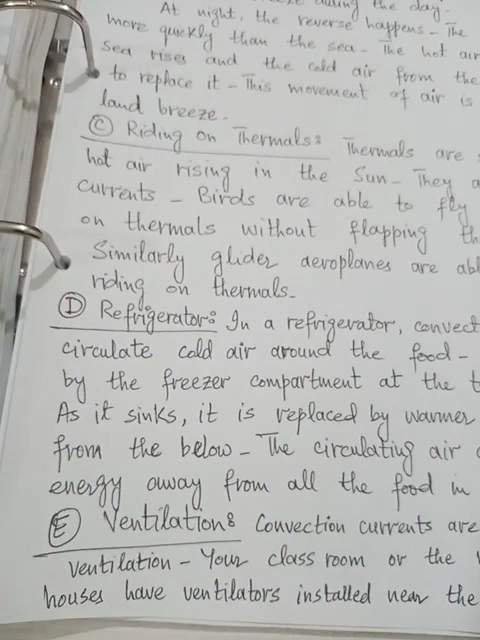 during the day-
At night, the reverse happens - The
more quickly than the sea - The hot air
sea rises and the cold air from the
to replace it - This movement of air is
land breeze -
(C) Riding on Thermals: Thermals are
hot air rising in the Sun - They
currents - Birds are able to fly
on thermals without flapping
Similarly glider aeroplanes are
riding on thermals -
(D) Refrigerator: In a refrigerator,
circulate cold air around the food -
by the freezer compartment at the
As it sinks, it is replaced by warmer
from the below - The circulating air
energy away from all the food in
(E) Ventilation: Convection currents are
ventilation - Your class room or the
houses have ventilators installed near the